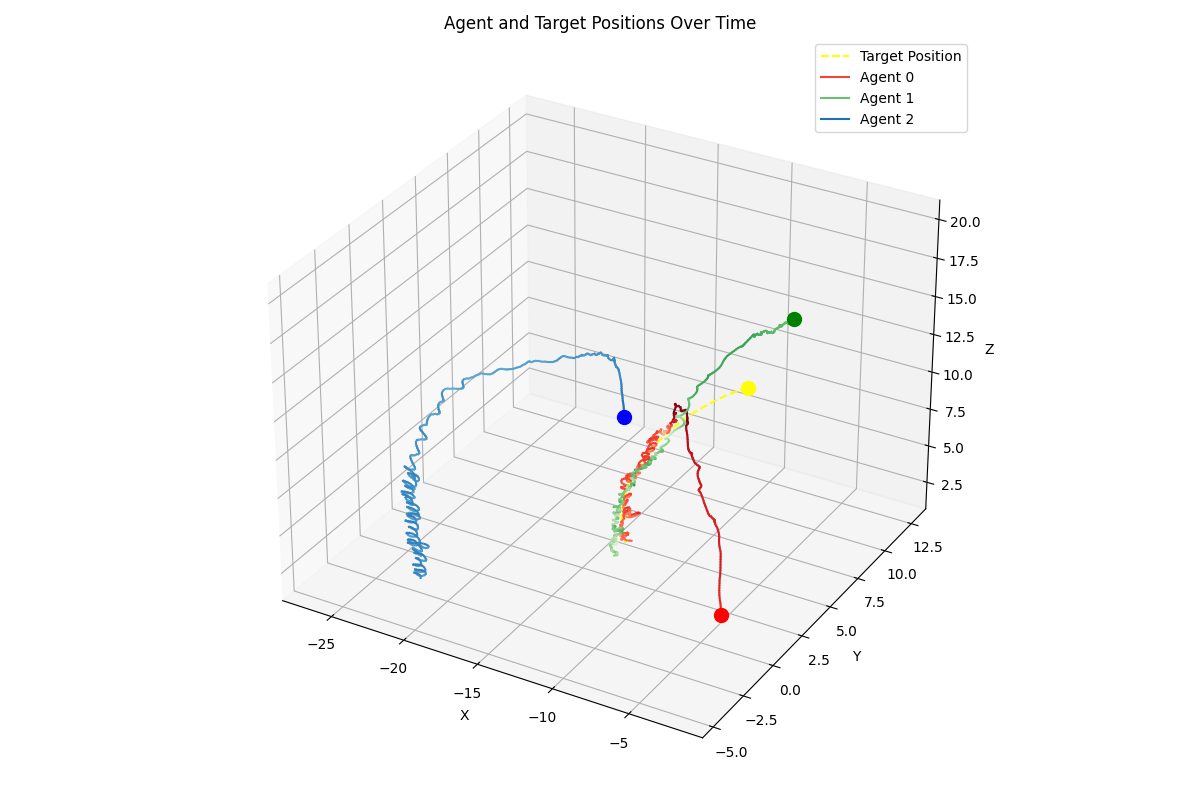 Agent and Target Positions Over Time
Target Position
Agent 0
Agent 1
Agent 2
20.0
17.5
15.0
12.5
10.0
7.5
5.0
2.5
Z
12.5
10.0
7.5
5.0
2.5
0.0
−2.5
−5.0
Y
−25
−20
−15
−10
−5
X